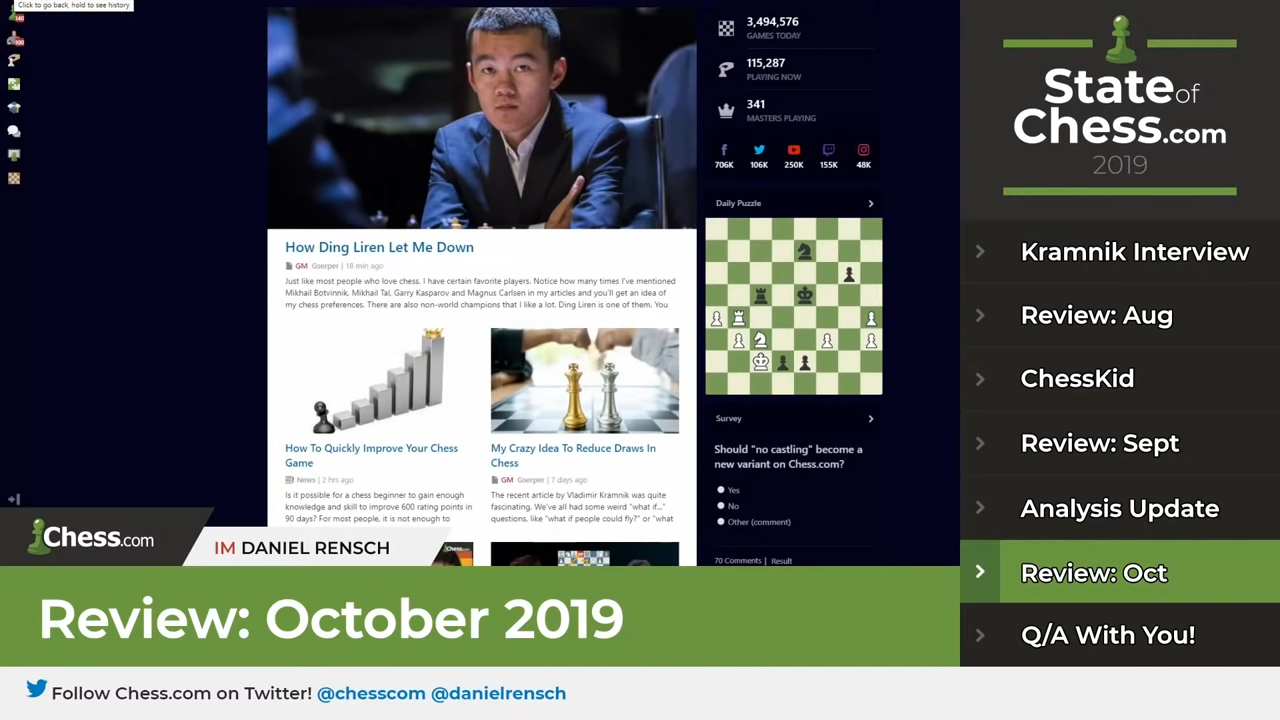 Click to go back, hold to see history
140
100
3,494,576
GAMES TODAY
115,287
PLAYING NOW
341
MASTERS PLAYING
706K 106K 250K 155K 48K
Daily Puzzle
How Ding Liren Let Me Down
GM Gserper | 18 min ago
Just like most people who love chess, I have certain favorite players. Notice how many times I've mentioned
Mikhail Botvinnik, Mikhail Tal, Garry Kasparov and Magnus Carlsen in my articles and you'll get an idea of
my chess preferences. There are also non-world champions that I like a lot. Ding Liren is one of them. You
How To Quickly Improve Your Chess
Game
News | 2 hrs ago
Is it possible for a chess beginner to gain enough
knowledge and skill to improve 600 rating points in
90 days? For most people, it is not enough to
My Crazy Idea To Reduce Draws In
Chess
GM Gserper | 7 days ago
The recent article by Vladimir Kramnik was quite
fascinating. We've all had some weird "what if..."
questions, like "what if people could fly?" or "what
Survey
Should "no castling" become a
new variant on Chess.com?
Yes
No
Other (comment)
70 Comments | Result
State of
Chess.com
2019
Kramnik Interview
Review: Aug
ChessKid
Review: Sept
Analysis Update
Review: Oct
Q/A With You!
Chess.com
IM DANIEL RENSCH
Chess.com
Review: October 2019
Follow Chess.com on Twitter! @chesscom @danielrensch